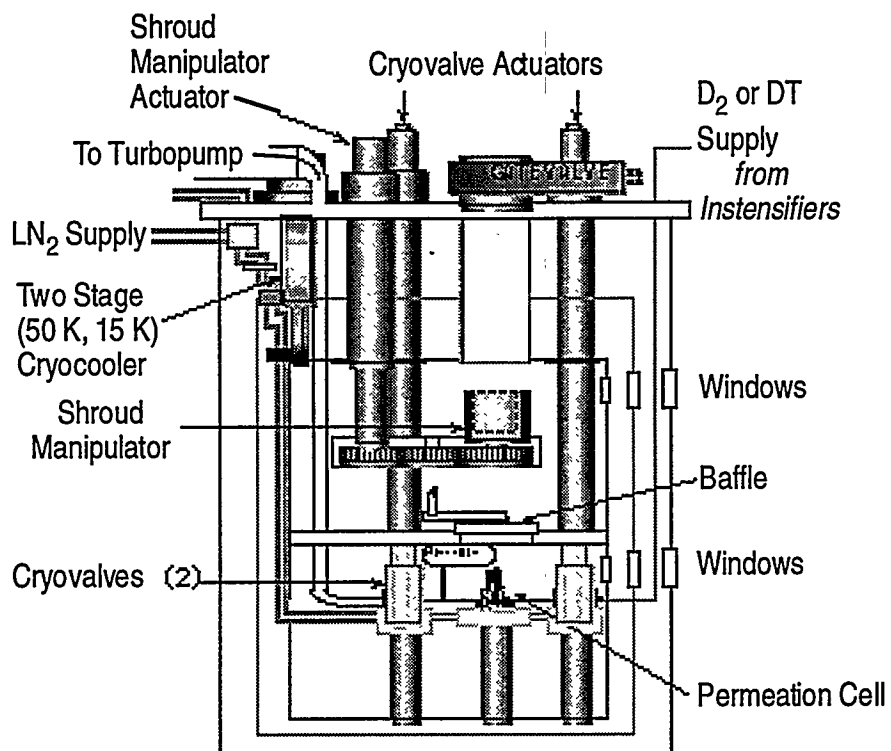 Shroud
Manipulator
Actuator
Cryovalve Actuators
D₂ or DT
Supply
from
Instensifiers
To Turbopump
GATEVALVE
LN₂ Supply
Two Stage
(50 K, 15 K)
Cryocooler
Windows
Shroud
Manipulator
Baffle
Windows
Cryovalves (2)
Permeation Cell